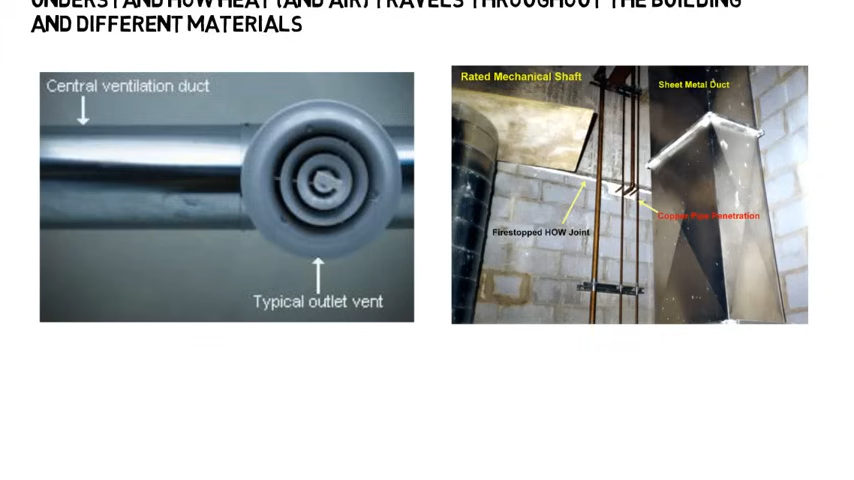 UNDERSTAND HOW HEAT (AND AIR) TRAVELS THROUGHOUT THE BUILDING
AND DIFFERENT MATERIALS
Central ventilation duct
Typical outlet vent
Rated Mechanical Shaft
Sheet Metal Duct
Copper Pipe Penetration
Firestopped HOW Joint